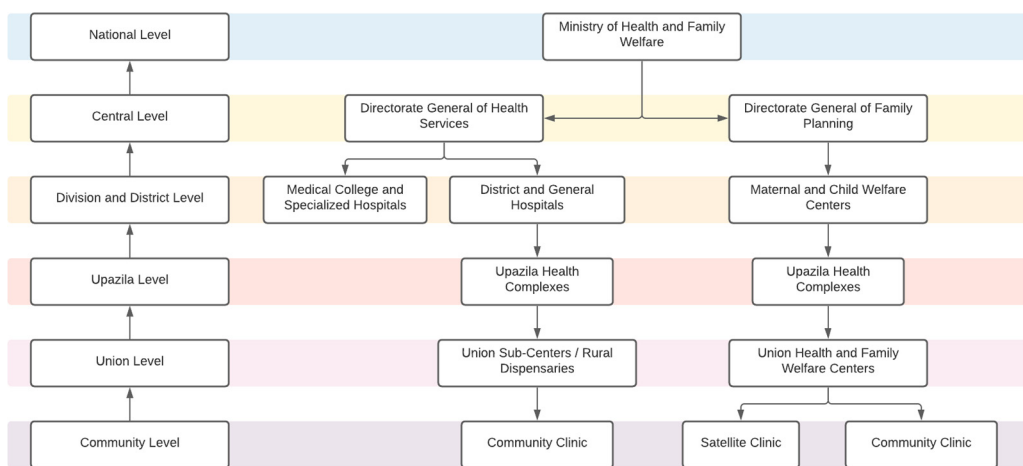 National Level
Ministry of Health and Family
Welfare
Central Level
Directorate General of Health
Services
Directorate General of Family
Planning
Division and District Level
Medical College and
Specialized Hospitals
District and General
Hospitals
Maternal and Child Welfare
Centers
Upazila Level
Upazila Health
Complexes
Upazila Health
Complexes
Union Level
Union Sub-Centers / Rural
Dispensaries
Union Health and Family
Welfare Centers
Community Level
Community Clinic
Satellite Clinic
Community Clinic